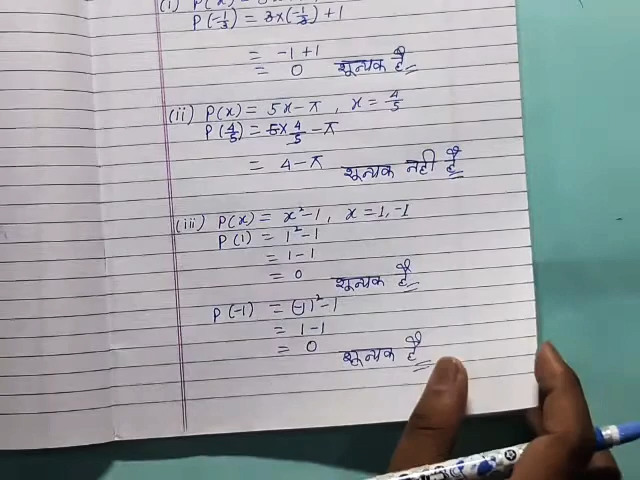 (i) P(x) =
P(-1/3) = 3×(-1/3) + 1
= -1 + 1
= 0 शून्यक है
(ii) P(x) = 5x - π, x = 4/5
P(4/5) = 5×4/5 - π
= 4 - π शून्यक नही है
(iii) P(x) = x² - 1, x = 1, -1
P(1) = 1² - 1
= 1 - 1
= 0 शून्यक है
P(-1) = (-1)² - 1
= 1 - 1
= 0 शून्यक है